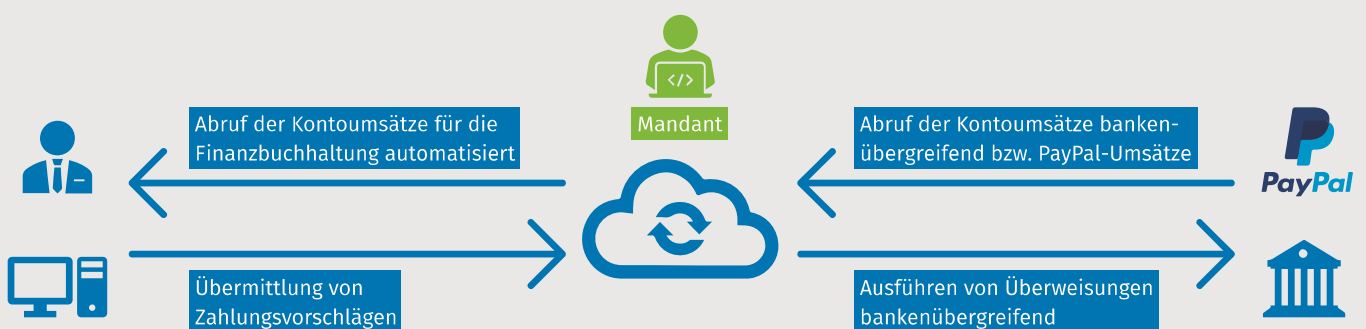 </>
Mandant
Abruf der Kontoumsätze für die
Finanzbuchhaltung automatisiert
Abruf der Kontoumsätze banken-
übergreifend bzw. PayPal-Umsätze
PayPal
Übermittlung von
Zahlungsvorschlägen
Ausführen von Überweisungen
bankenübergreifend